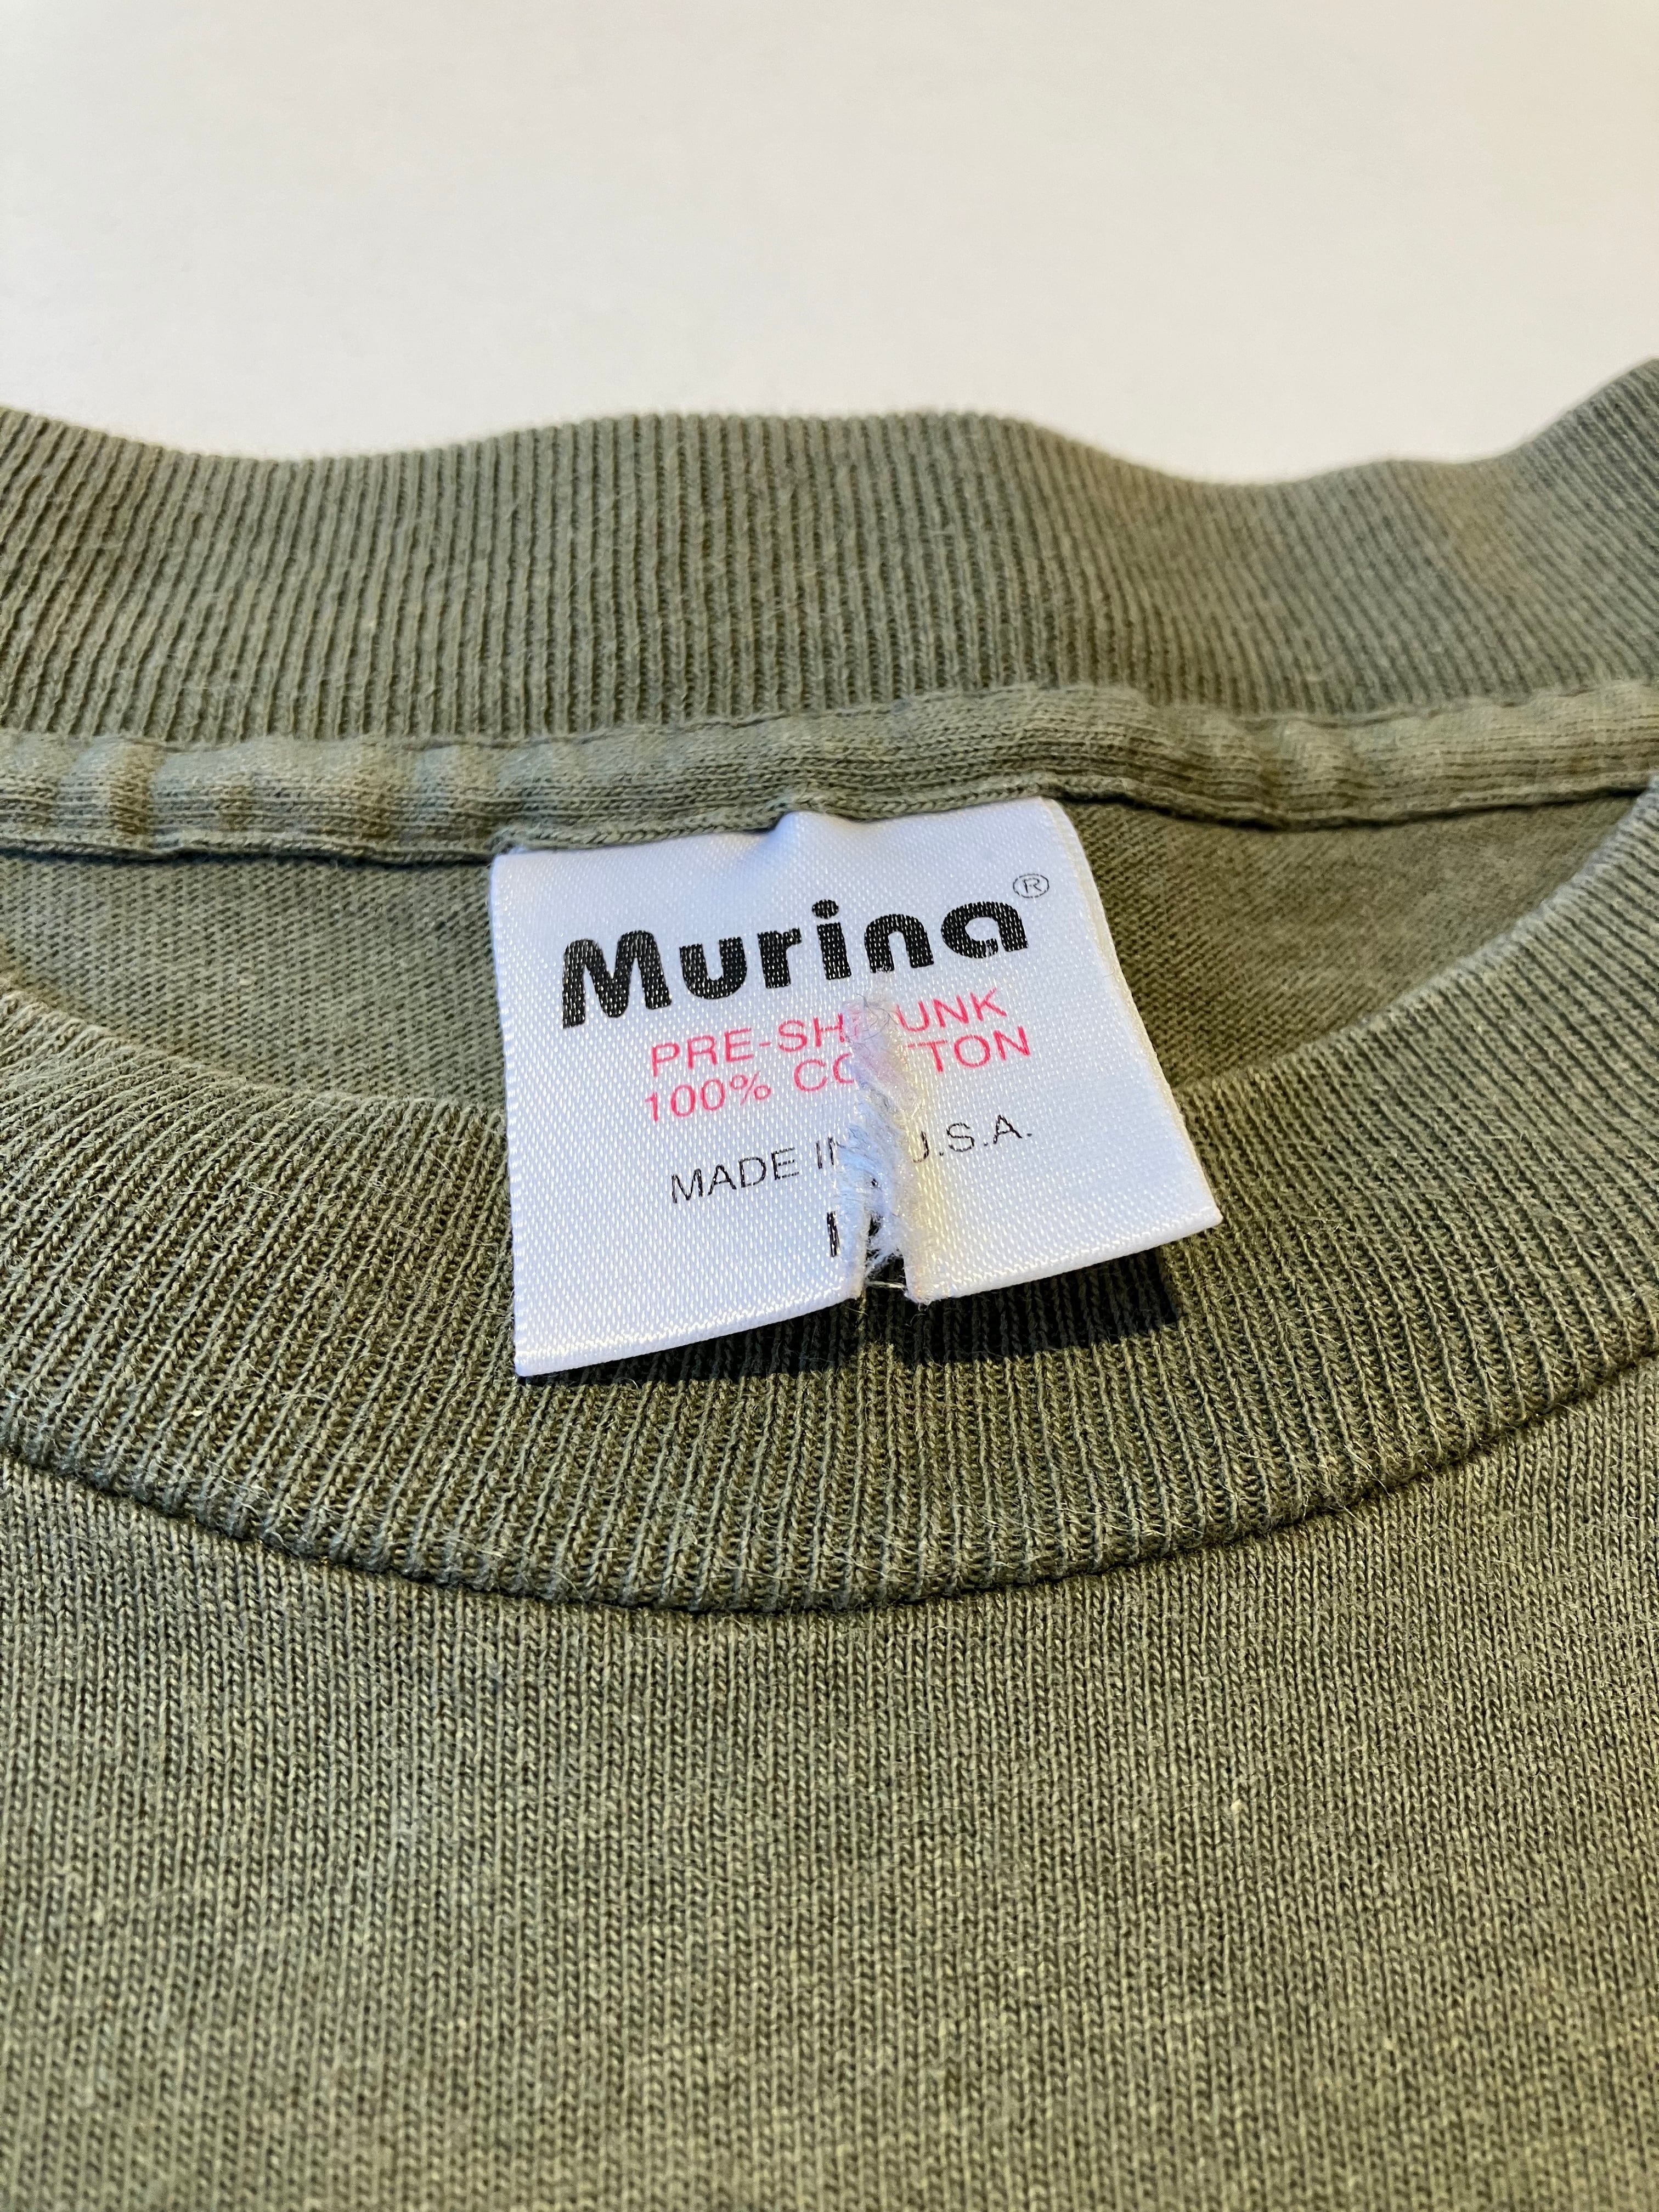 Murina®
PRE-SHRUNK
100% COTTON
MADE IN U.S.A.